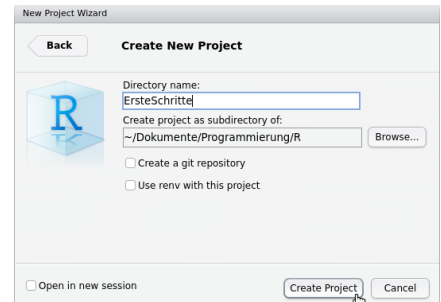 New Project Wizard
Back
Create New Project
Directory name:
ErsteSchritte
Create project as subdirectory of:
~/Dokumente/Programmierung/R
Browse...
Create a git repository
Use renv with this project
Open in new session
Create Project
Cancel
R